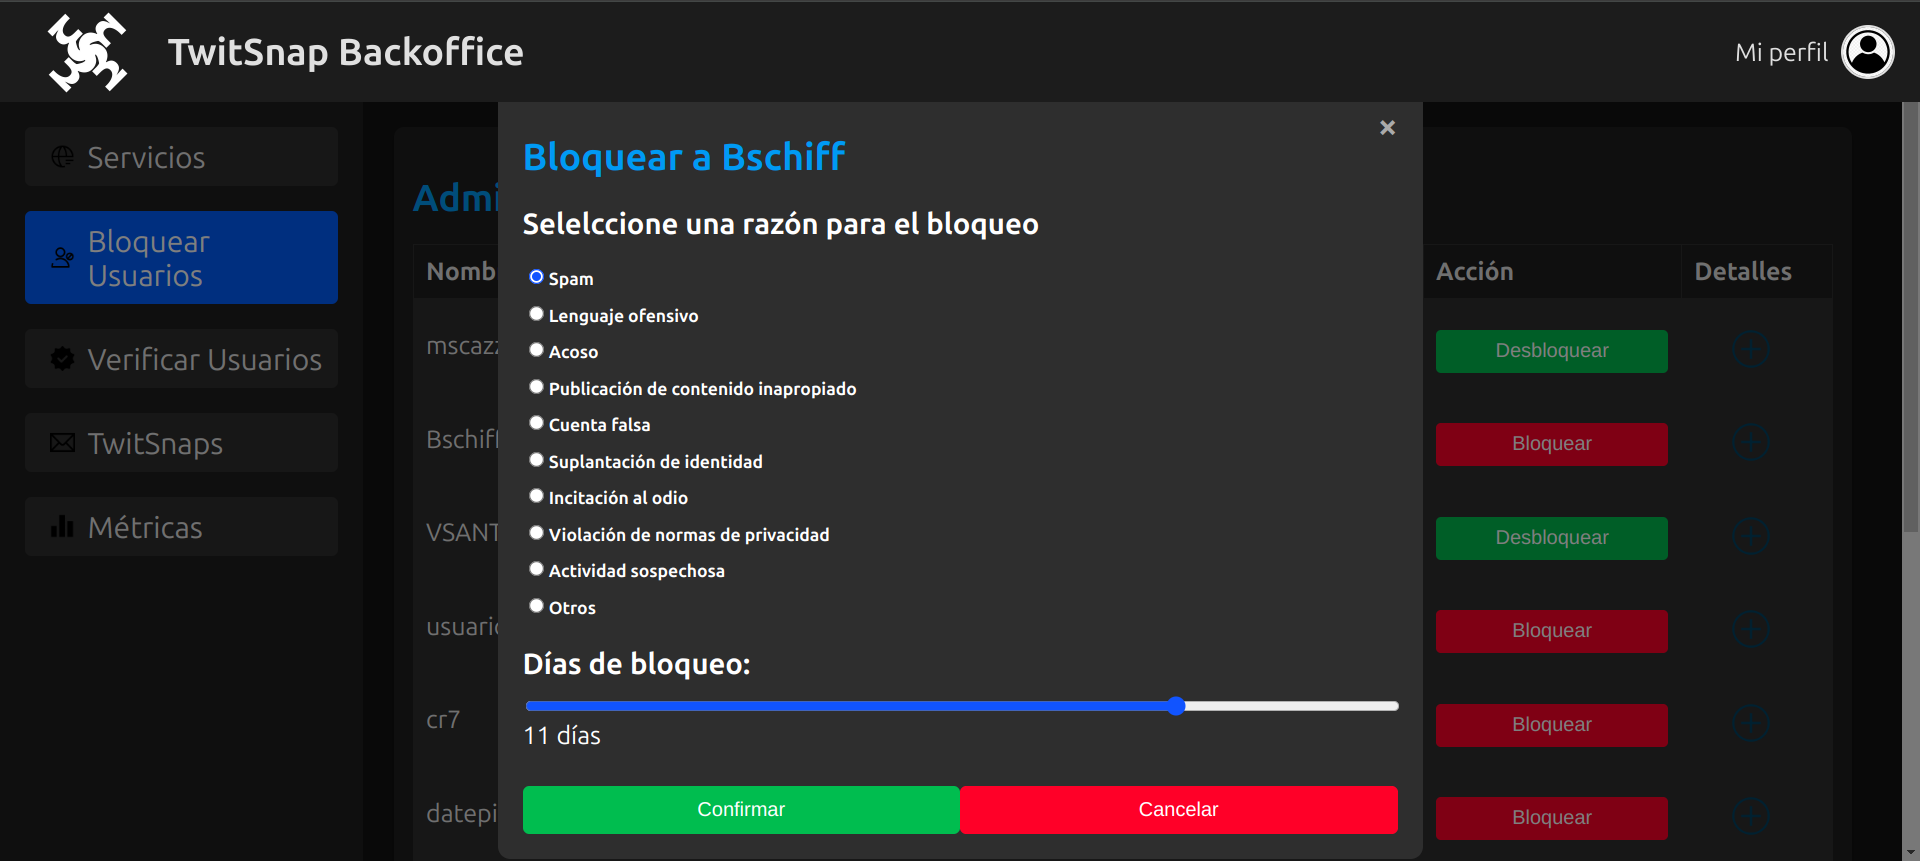 TwitSnap Backoffice
Mi perfil
Servicios
Bloquear
Usuarios
Verificar Usuarios
TwitSnaps
Métricas
×
Bloquear a Bschiff
Selelccione una razón para el bloqueo
Spam
Lenguaje ofensivo
Acoso
Publicación de contenido inapropiado
Cuenta falsa
Suplantación de identidad
Incitación al odio
Violación de normas de privacidad
Actividad sospechosa
Otros
Días de bloqueo:
11 días
Confirmar
Cancelar
Admi
Nomb
Acción
Detalles
mscaz
Desbloquear
Bschiff
Bloquear
VSANT
Desbloquear
usuario
Bloquear
cr7
Bloquear
datepi
Bloquear